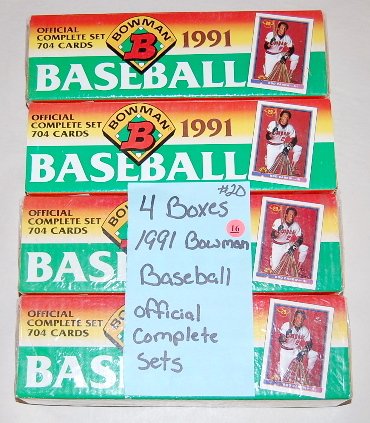 OFFICIAL
COMPLETE SET
704 CARDS
BOWMAN
B
1991
BASEBALL
OFFICIAL
COMPLETE SET
704 CARDS
BOWMAN
B
1991
BASEBALL
OFFICIAL
COMPLETE SET
704 CARDS
BAS
OFFICIAL
COMPLETE SET
704 CARDS
BAS
#20
16
4 Boxes
1991 Bowman
Baseball
Official
Complete
Sets